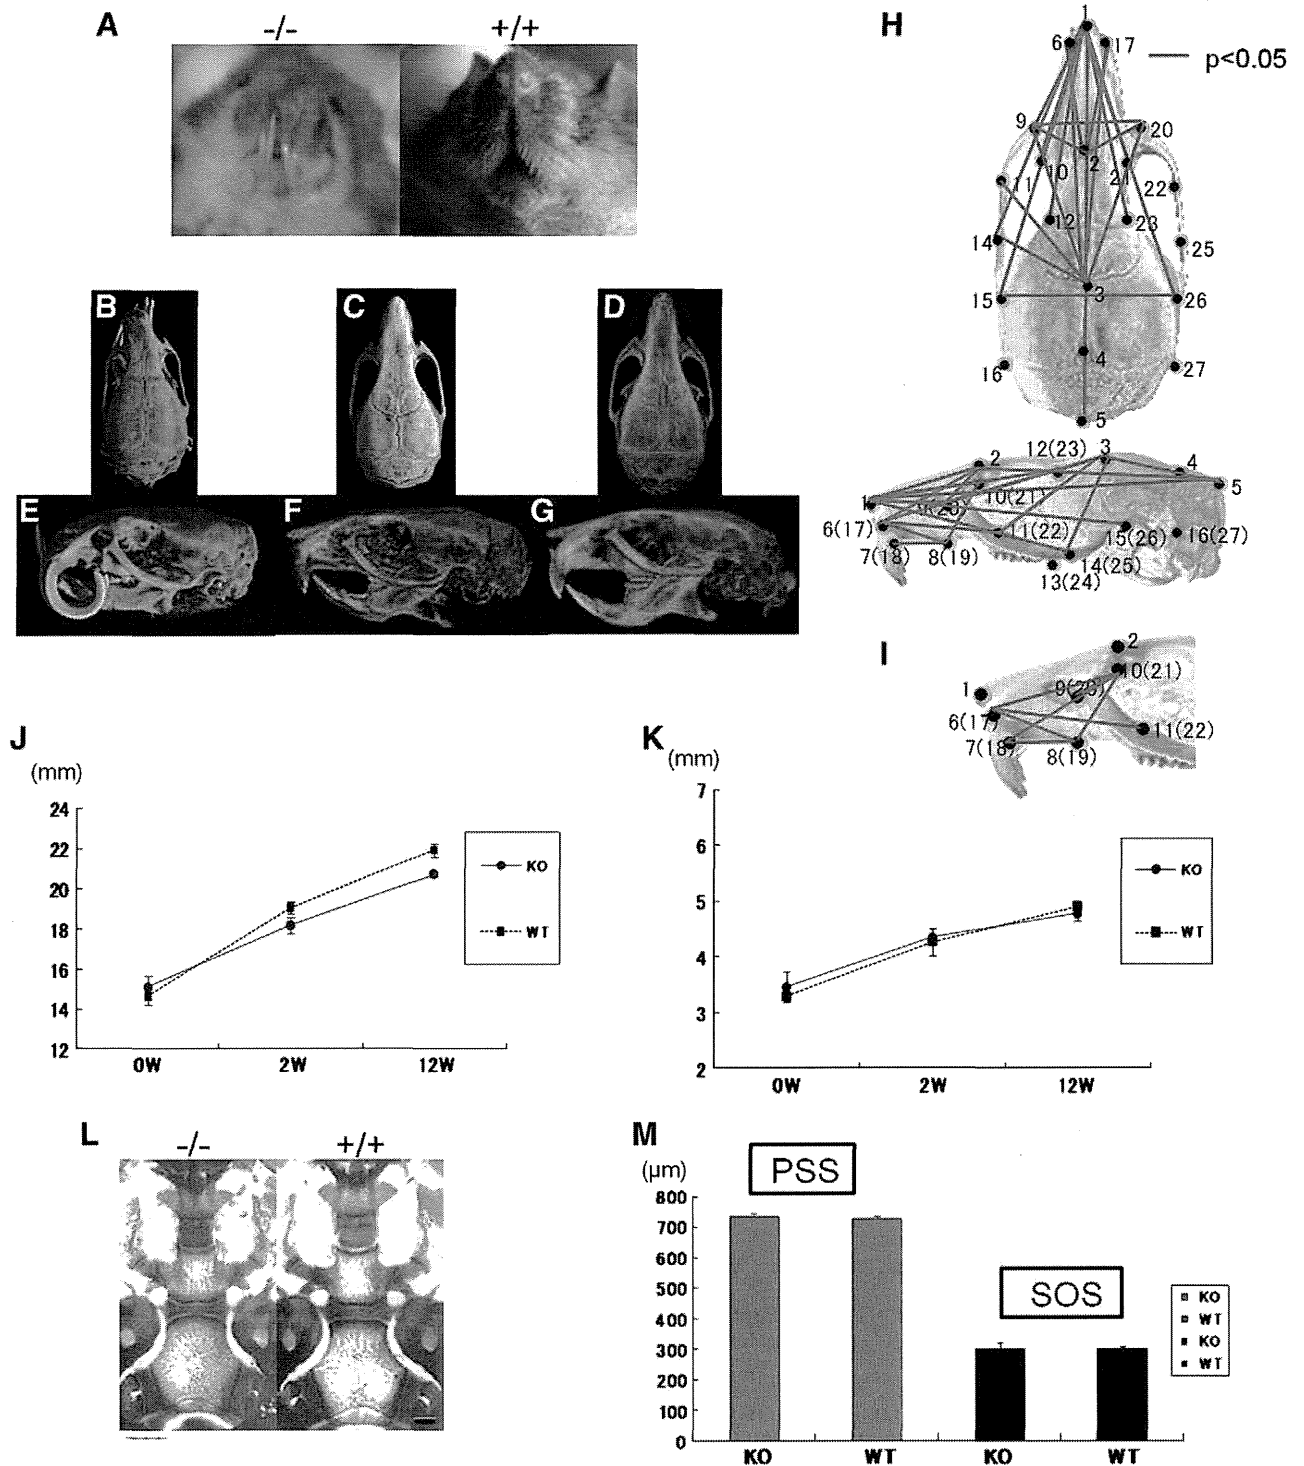 A
-/-
+/+
B
C
D
E
F
G
H
p<0.05
1
6
17
9
20
2
10
21
11
22
12
23
14
25
3
15
26
4
16
27
5
12(23)
3
2
4
1
10(21)
5
6(17)
11(22)
15(26)
16(27)
7(18)
8(19)
14(25)
13(24)
I
2
10(21)
9(20)
1
6(17)
11(22)
7(18)
8(19)
J
(mm)
24
22
20
18
16
14
12
0W
2W
12W
KO
WT
K
(mm)
7
6
5
4
3
2
0W
2W
12W
KO
WT
L
-/-
+/+
M
(μm)
PSS
SOS
800
700
600
500
400
300
200
100
0
KO
WT
KO
WT
KO
WT
KO
WT